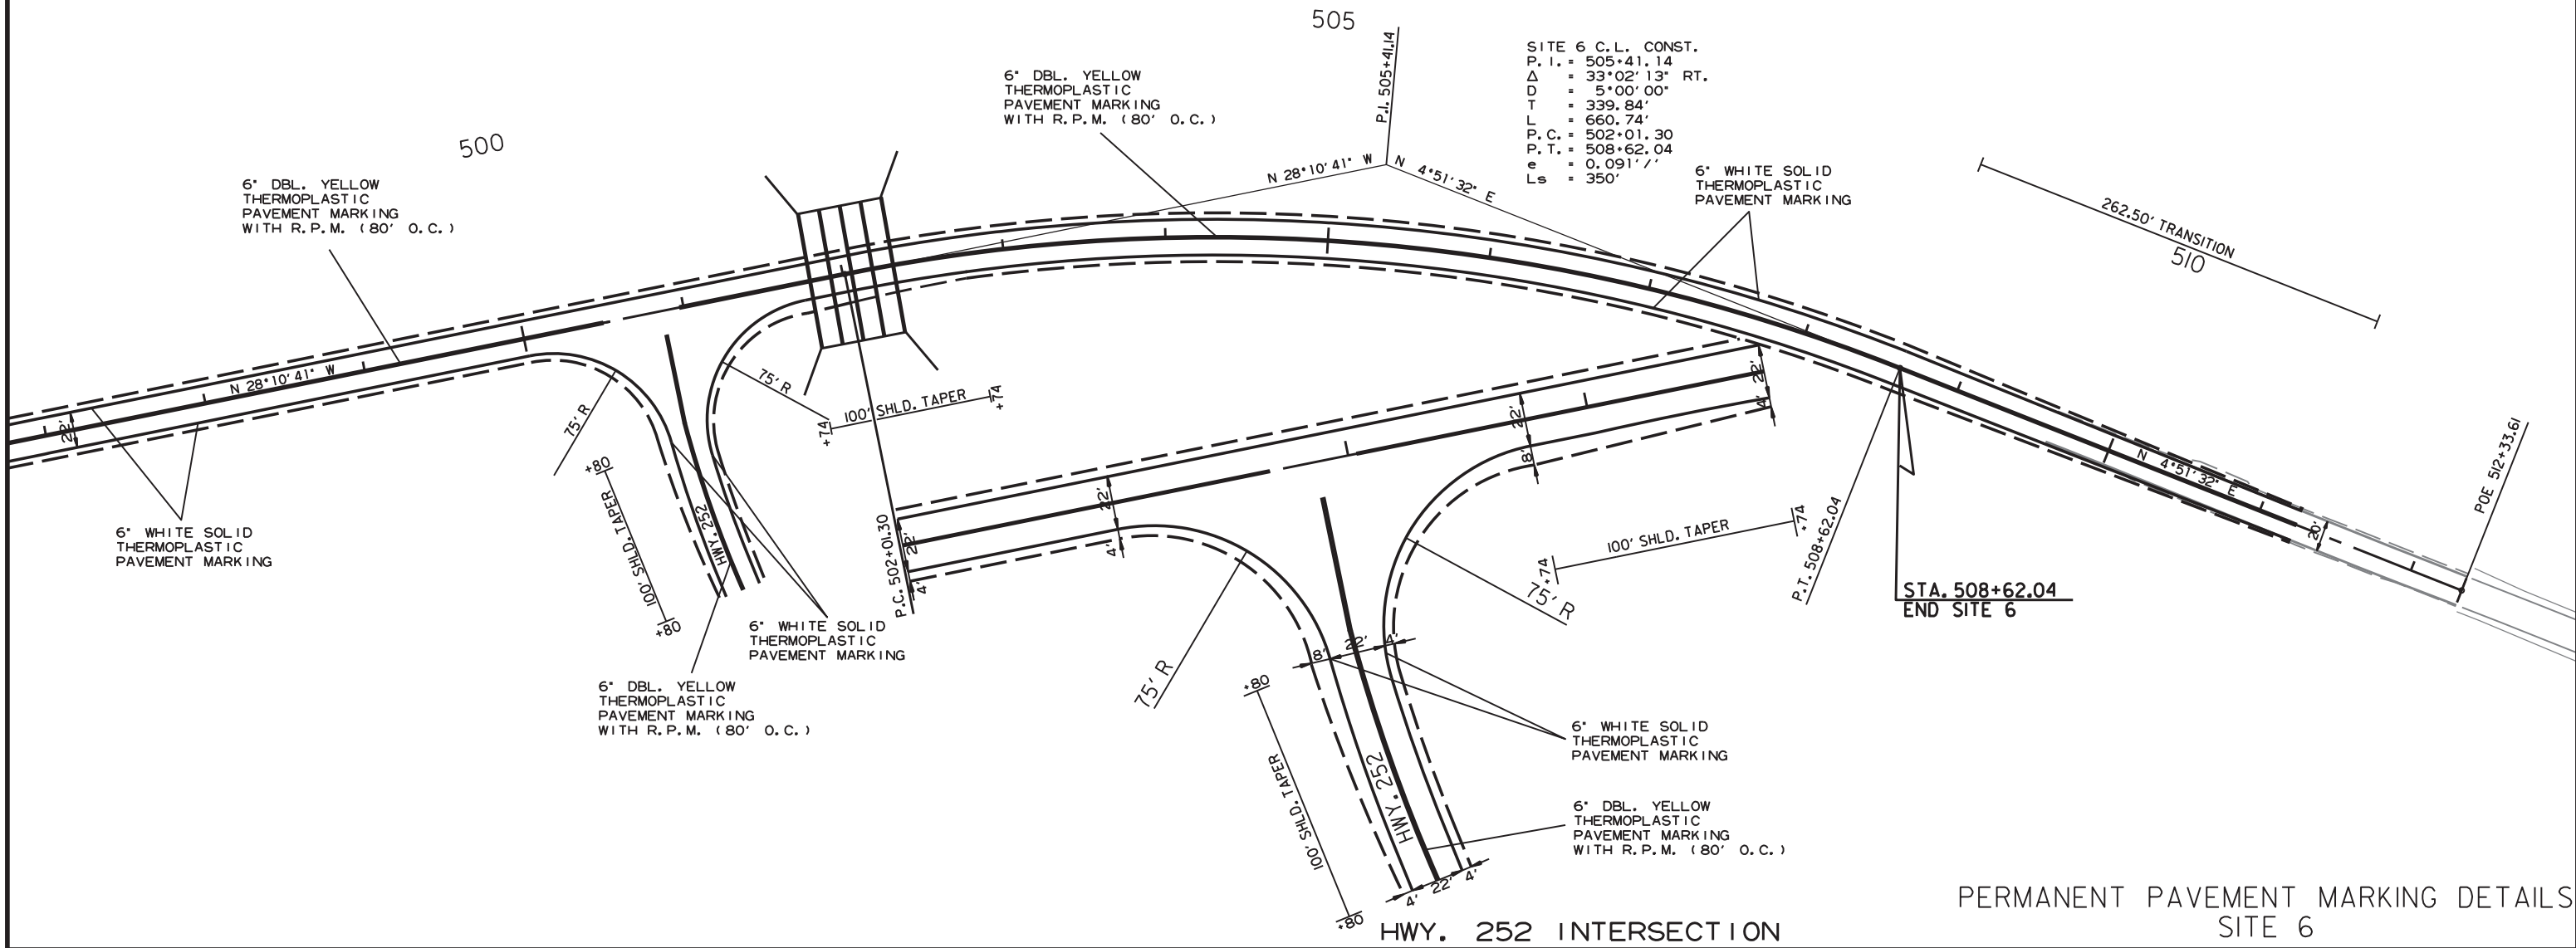 505
500
P.I. 505+41.14
SITE 6 C.L. CONST.
P.I. = 505+41.14
Δ = 33°02'13" RT.
D = 5°00'00"
T = 339.84'
L = 660.74'
P.C. = 502+01.30
P.T. = 508+62.04
e = 0.091'/'
Ls = 350'
6" DBL. YELLOW
THERMOPLASTIC
PAVEMENT MARKING
WITH R.P.M. (80' O.C.)
6" DBL. YELLOW
THERMOPLASTIC
PAVEMENT MARKING
WITH R.P.M. (80' O.C.)
N 28°10'41" W
N 4°51'32" E
6" WHITE SOLID
THERMOPLASTIC
PAVEMENT MARKING
262.50' TRANSITION
510
N 28°10'41" W
22'
75' R
75' R
100' SHLD. TAPER
+74
+74
+80
100' SHLD. TAPER
+80
HWY. 252
6" WHITE SOLID
THERMOPLASTIC
PAVEMENT MARKING
6" WHITE SOLID
THERMOPLASTIC
PAVEMENT MARKING
6" DBL. YELLOW
THERMOPLASTIC
PAVEMENT MARKING
WITH R.P.M. (80' O.C.)
P.C. 502+01.30
22'
4'
22'
4'
22'
8'
22'
4'
75' R
75' R
100' SHLD. TAPER
+74
+74
8'
22'
4'
+80
100' SHLD. TAPER
+80
HWY. 252
4'
22'
4'
6" WHITE SOLID
THERMOPLASTIC
PAVEMENT MARKING
6" DBL. YELLOW
THERMOPLASTIC
PAVEMENT MARKING
WITH R.P.M. (80' O.C.)
P.T. 508+62.04
STA. 508+62.04
END SITE 6
N 4°51'32" E
20'
POE 512+33.61
HWY. 252 INTERSECTION
PERMANENT PAVEMENT MARKING DETAILS
SITE 6